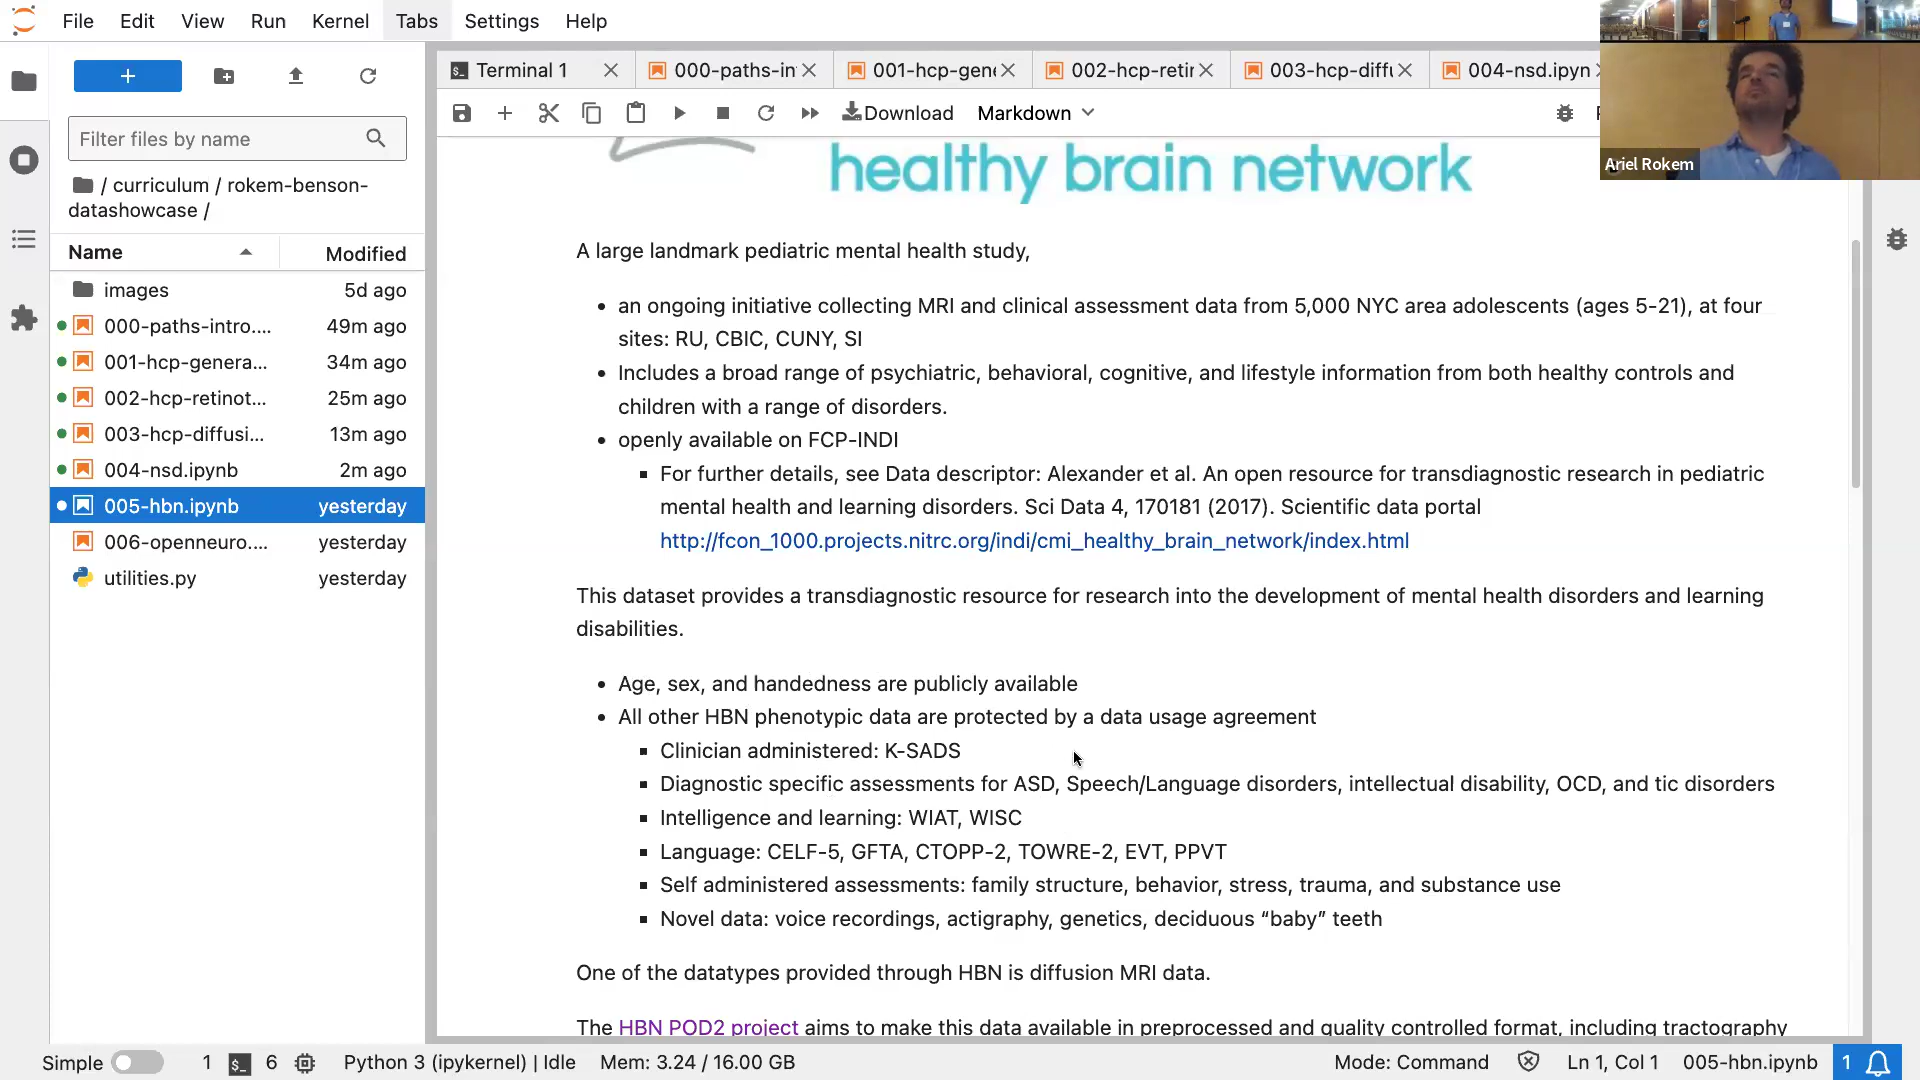 File Edit View Run Kernel Tabs Settings Help
Terminal 1
000-paths-in
001-hcp-gen
002-hcp-retin
003-hcp-diffu
004-nsd.ipyn
Download
Markdown
Ariel Rokem
Filter files by name
/ curriculum / rokem-benson-
datashowcase /
Name Modified
images 5d ago
000-paths-intro.... 49m ago
001-hcp-genera... 34m ago
002-hcp-retinot... 25m ago
003-hcp-diffusi... 13m ago
004-nsd.ipynb 2m ago
005-hbn.ipynb yesterday
006-openneuro.... yesterday
utilities.py yesterday
healthy brain network
A large landmark pediatric mental health study,
• an ongoing initiative collecting MRI and clinical assessment data from 5,000 NYC area adolescents (ages 5-21), at four
sites: RU, CBIC, CUNY, SI
• Includes a broad range of psychiatric, behavioral, cognitive, and lifestyle information from both healthy controls and
children with a range of disorders.
• openly available on FCP-INDI
▪ For further details, see Data descriptor: Alexander et al. An open resource for transdiagnostic research in pediatric
mental health and learning disorders. Sci Data 4, 170181 (2017). Scientific data portal
http://fcon_1000.projects.nitrc.org/indi/cmi_healthy_brain_network/index.html
This dataset provides a transdiagnostic resource for research into the development of mental health disorders and learning
disabilities.
• Age, sex, and handedness are publicly available
• All other HBN phenotypic data are protected by a data usage agreement
▪ Clinician administered: K-SADS
▪ Diagnostic specific assessments for ASD, Speech/Language disorders, intellectual disability, OCD, and tic disorders
▪ Intelligence and learning: WIAT, WISC
▪ Language: CELF-5, GFTA, CTOPP-2, TOWRE-2, EVT, PPVT
▪ Self administered assessments: family structure, behavior, stress, trauma, and substance use
▪ Novel data: voice recordings, actigraphy, genetics, deciduous “baby” teeth
One of the datatypes provided through HBN is diffusion MRI data.
The HBN POD2 project aims to make this data available in preprocessed and quality controlled format, including tractography
Simple 1 6 Python 3 (ipykernel) | Idle Mem: 3.24 / 16.00 GB Mode: Command Ln 1, Col 1 005-hbn.ipynb 1